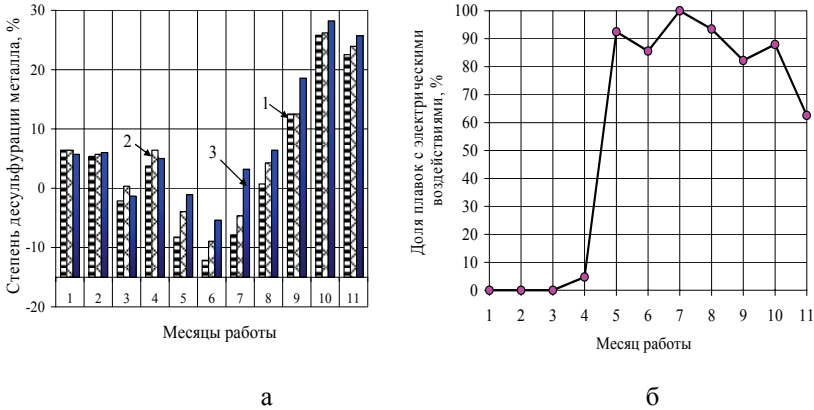 Степень десульфурации металла, %
30
20
10
0
-10
-20
1
2
3
1 2 3 4 5 6 7 8 9 10 11
Месяцы работы
а
Доля плавок с электрическими
воздействиями, %
100
90
80
70
60
50
40
30
20
10
0
1 2 3 4 5 6 7 8 9 10 11
Месяц работы
б